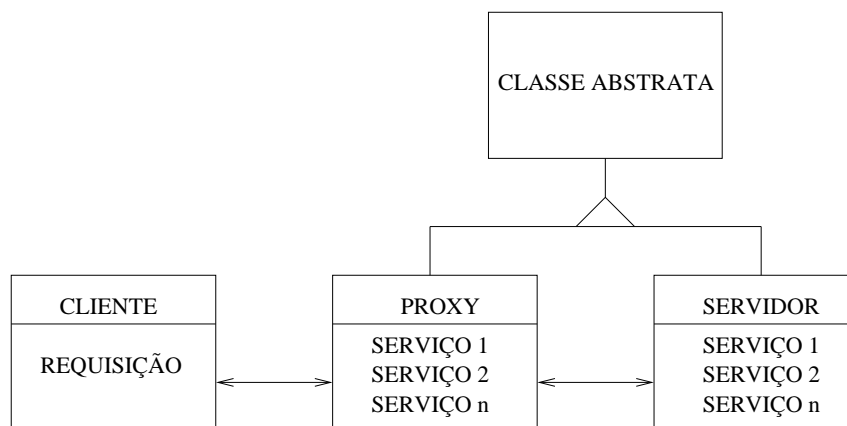 CLASSE ABSTRATA
CLIENTE
REQUISIÇÃO
PROXY
SERVIÇO 1
SERVIÇO 2
SERVIÇO n
SERVIDOR
SERVIÇO 1
SERVIÇO 2
SERVIÇO n